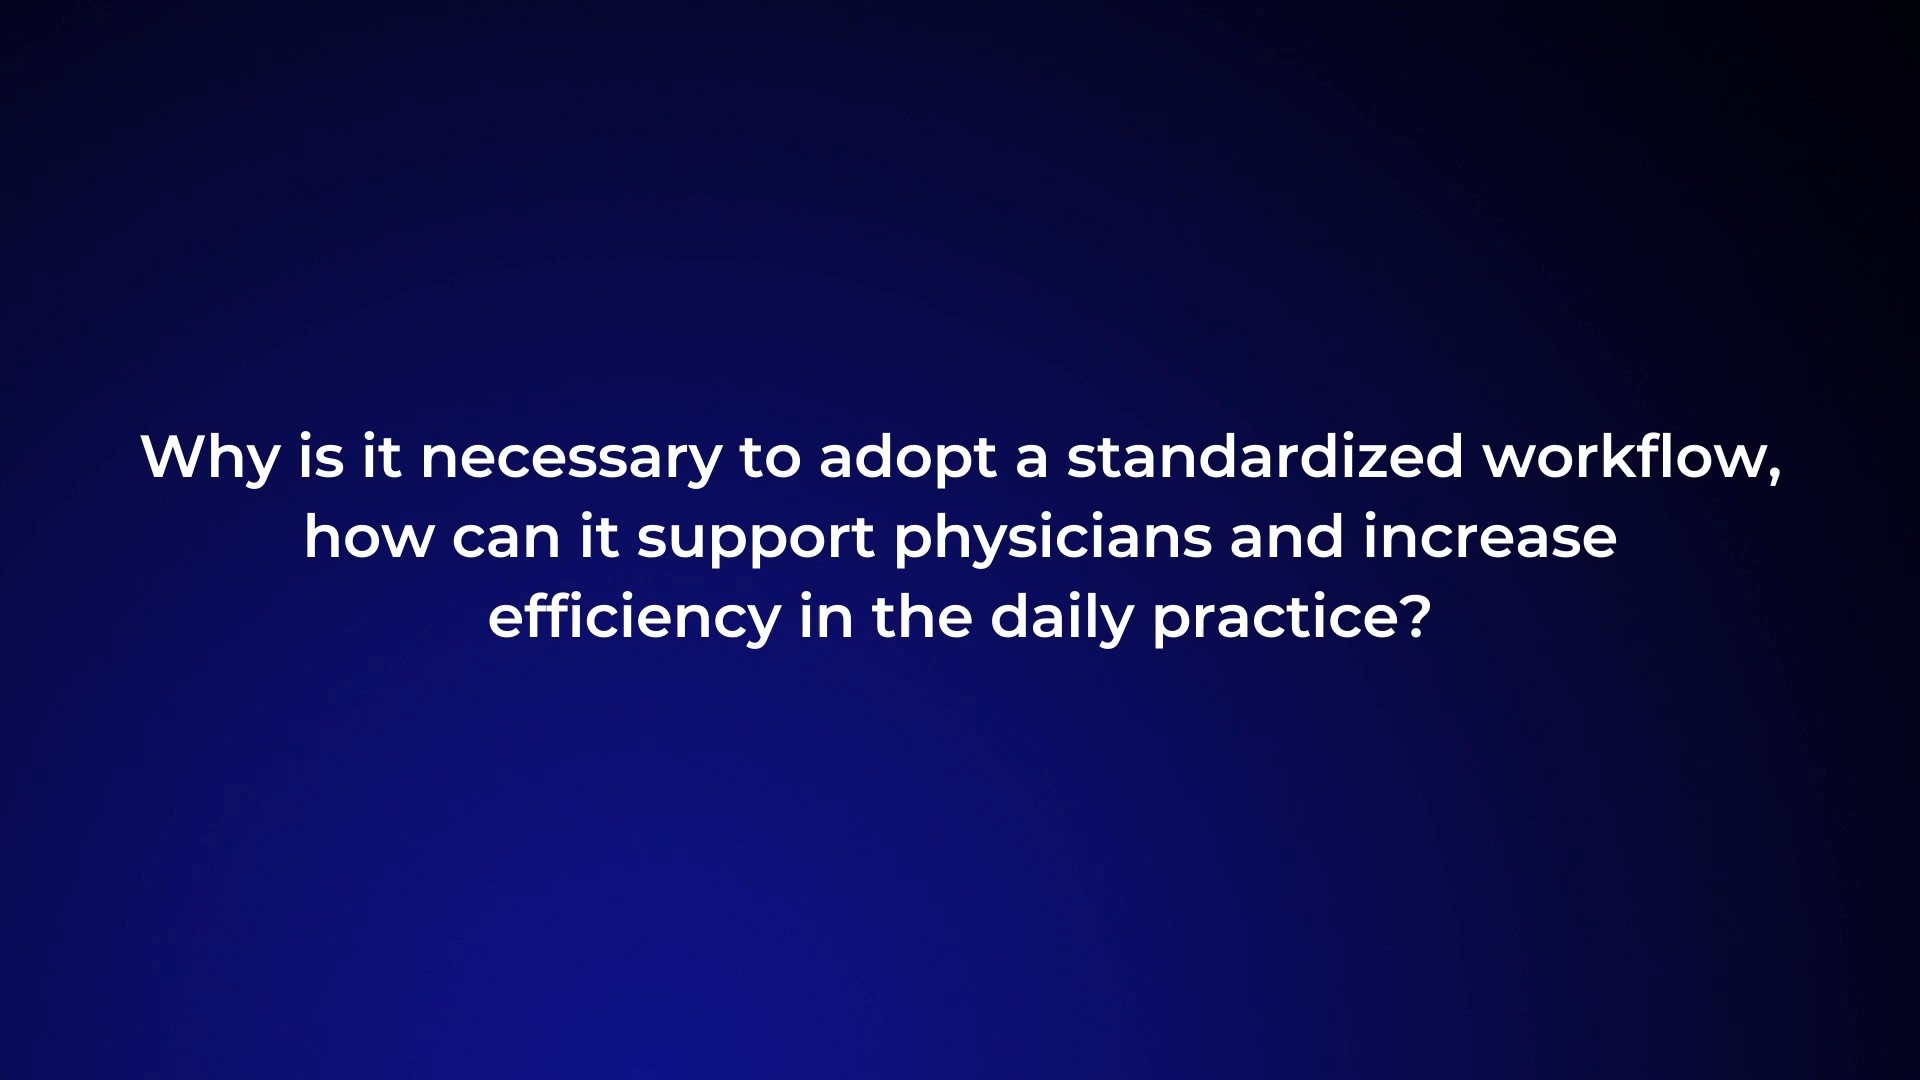 Why is it necessary to adopt a standardized workflow,
how can it support physicians and increase
efficiency in the daily practice?